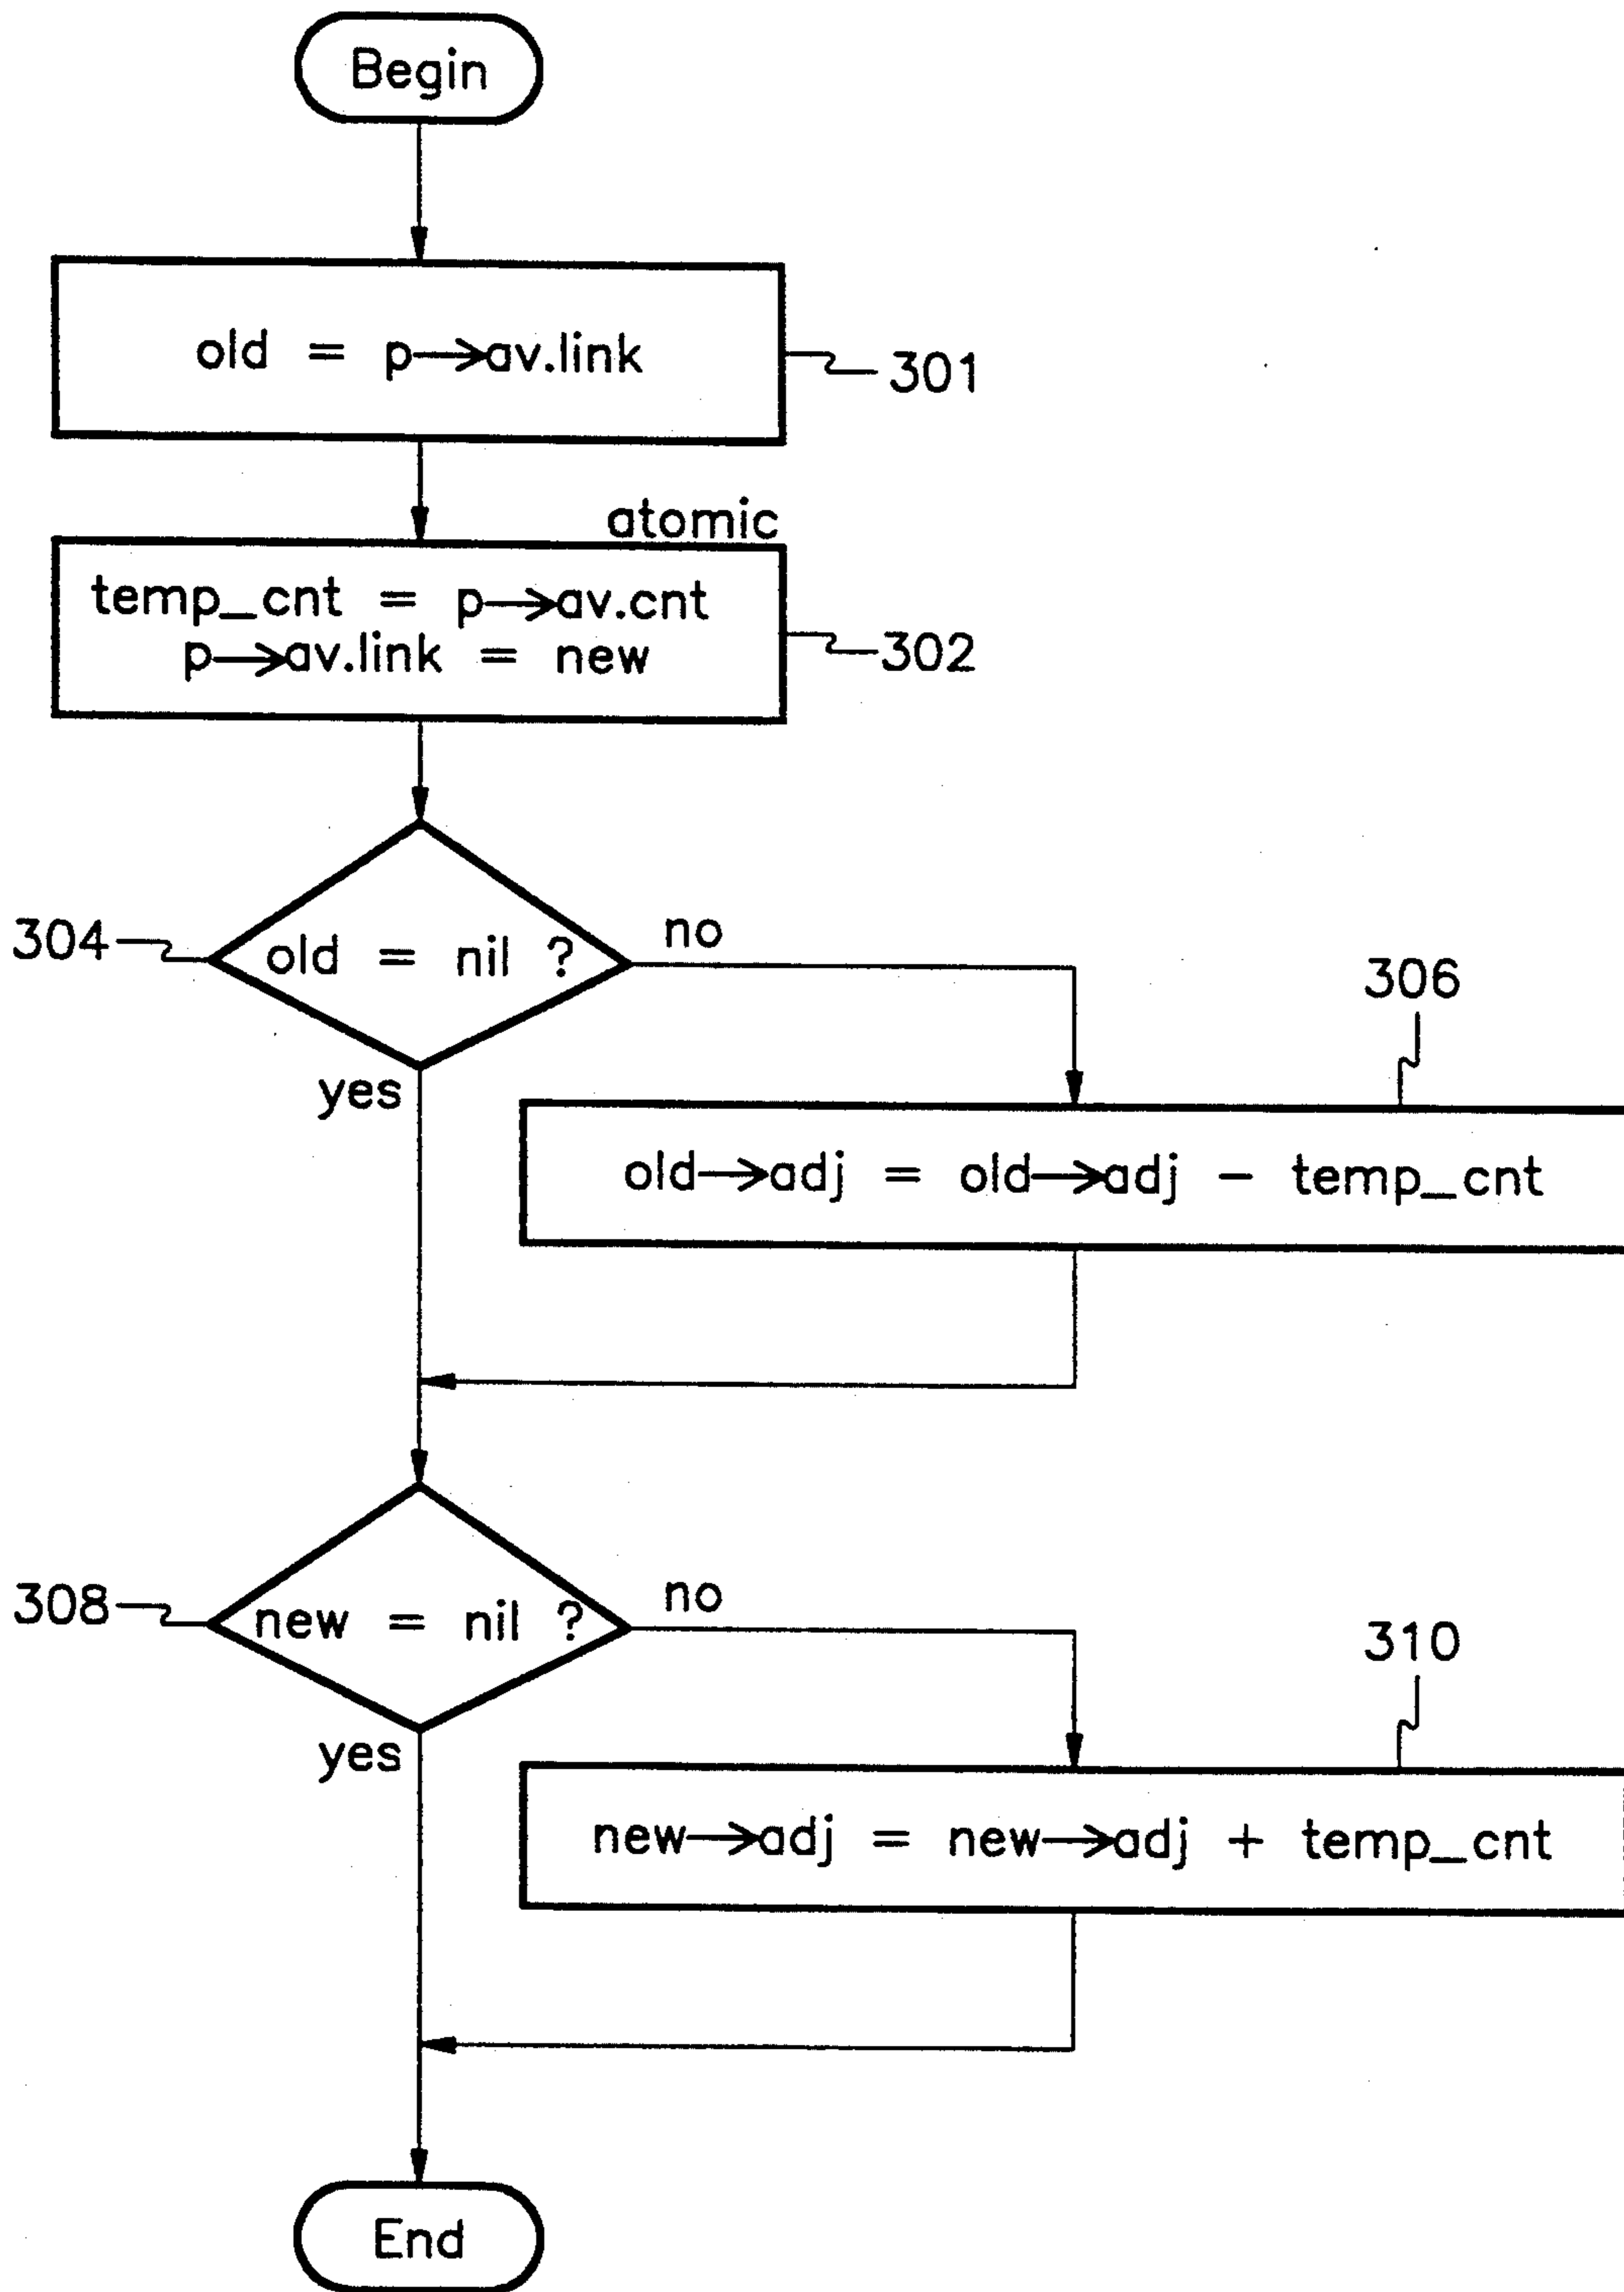 Begin
old = p→av.link
301
atomic
temp_cnt = p→av.cnt
p→av.link = new
302
304
old = nil ?
no
yes
306
old→adj = old→adj - temp_cnt
308
new = nil ?
no
yes
310
new→adj = new→adj + temp_cnt
End